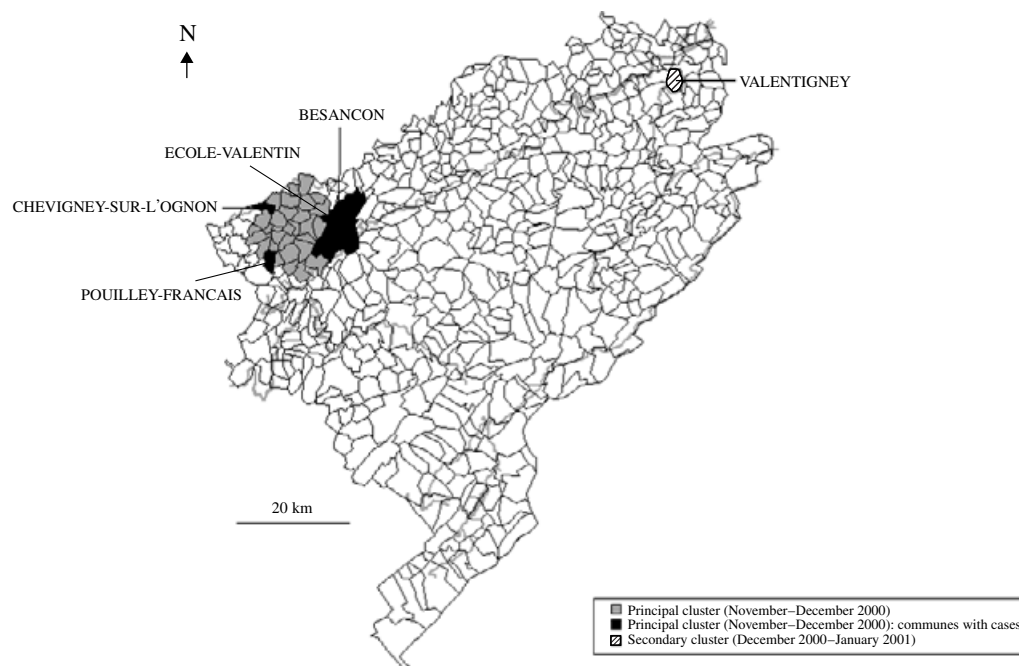 N
VALENTIGNEY
BESANCON
ECOLE-VALENTIN
CHEVIGNEY-SUR-L'OGNON
POUILLEY-FRANCAIS
20 km
Principal cluster (November–December 2000)
Principal cluster (November–December 2000): communes with cases
Secondary cluster (December 2000–January 2001)